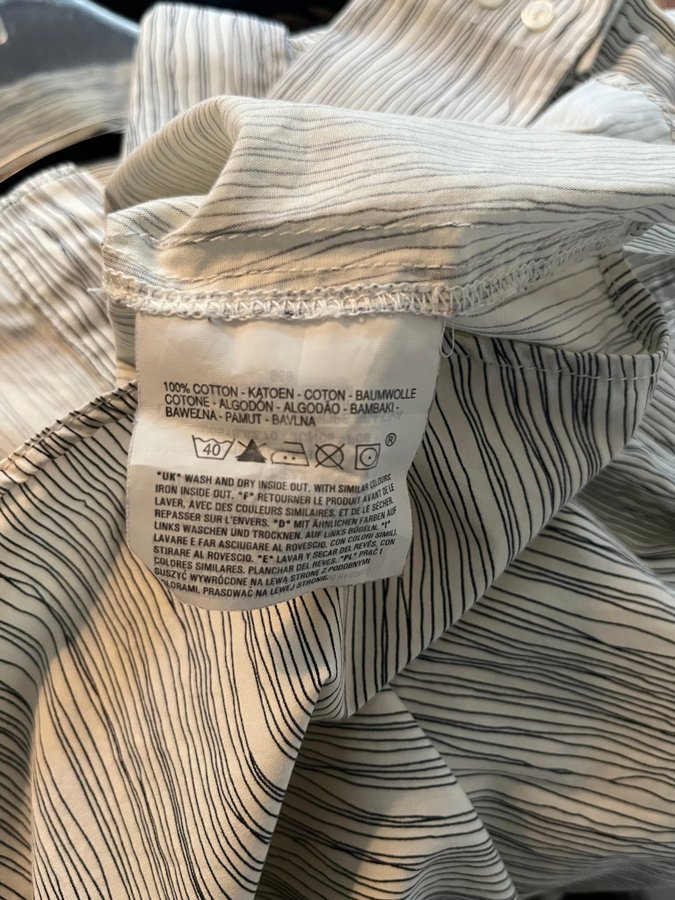 100% COTTON - KATOEN - COTON - BAUMWOLLE
COTONE - ALGODÓN - ALGODÃO - BAMBAKI -
BAWEŁNA - PAMUT - BAVLNA
40 ®
"UK" WASH AND DRY INSIDE OUT, WITH SIMILAR COLOURS,
IRON INSIDE OUT. "F" RETOURNER LE PRODUIT AVANT DE LE
LAVER, AVEC DES COULEURS SIMILAIRES, ET DE LE SÉCHER.
REPASSER SUR L'ENVERS. "D" MIT ÄHNLICHEN FARBEN AUF
LINKS WASCHEN UND TROCKNEN. AUF LINKS BÜGELN. "I"
LAVARE E FAR ASCIUGARE AL ROVESCIO, CON COLORI SIMILI,
STIRARE AL ROVESCIO. "E" LAVAR Y SECAR DEL REVÉS, CON
COLORES SIMILARES. PLANCHAR DEL REVÉS. "PL" PRAĆ I
SUSZYĆ WYWRÓCONE NA LEWĄ STRONĘ Z PODOBNYMI
KOLORAMI, PRASOWAĆ NA LEWEJ STRONIE.